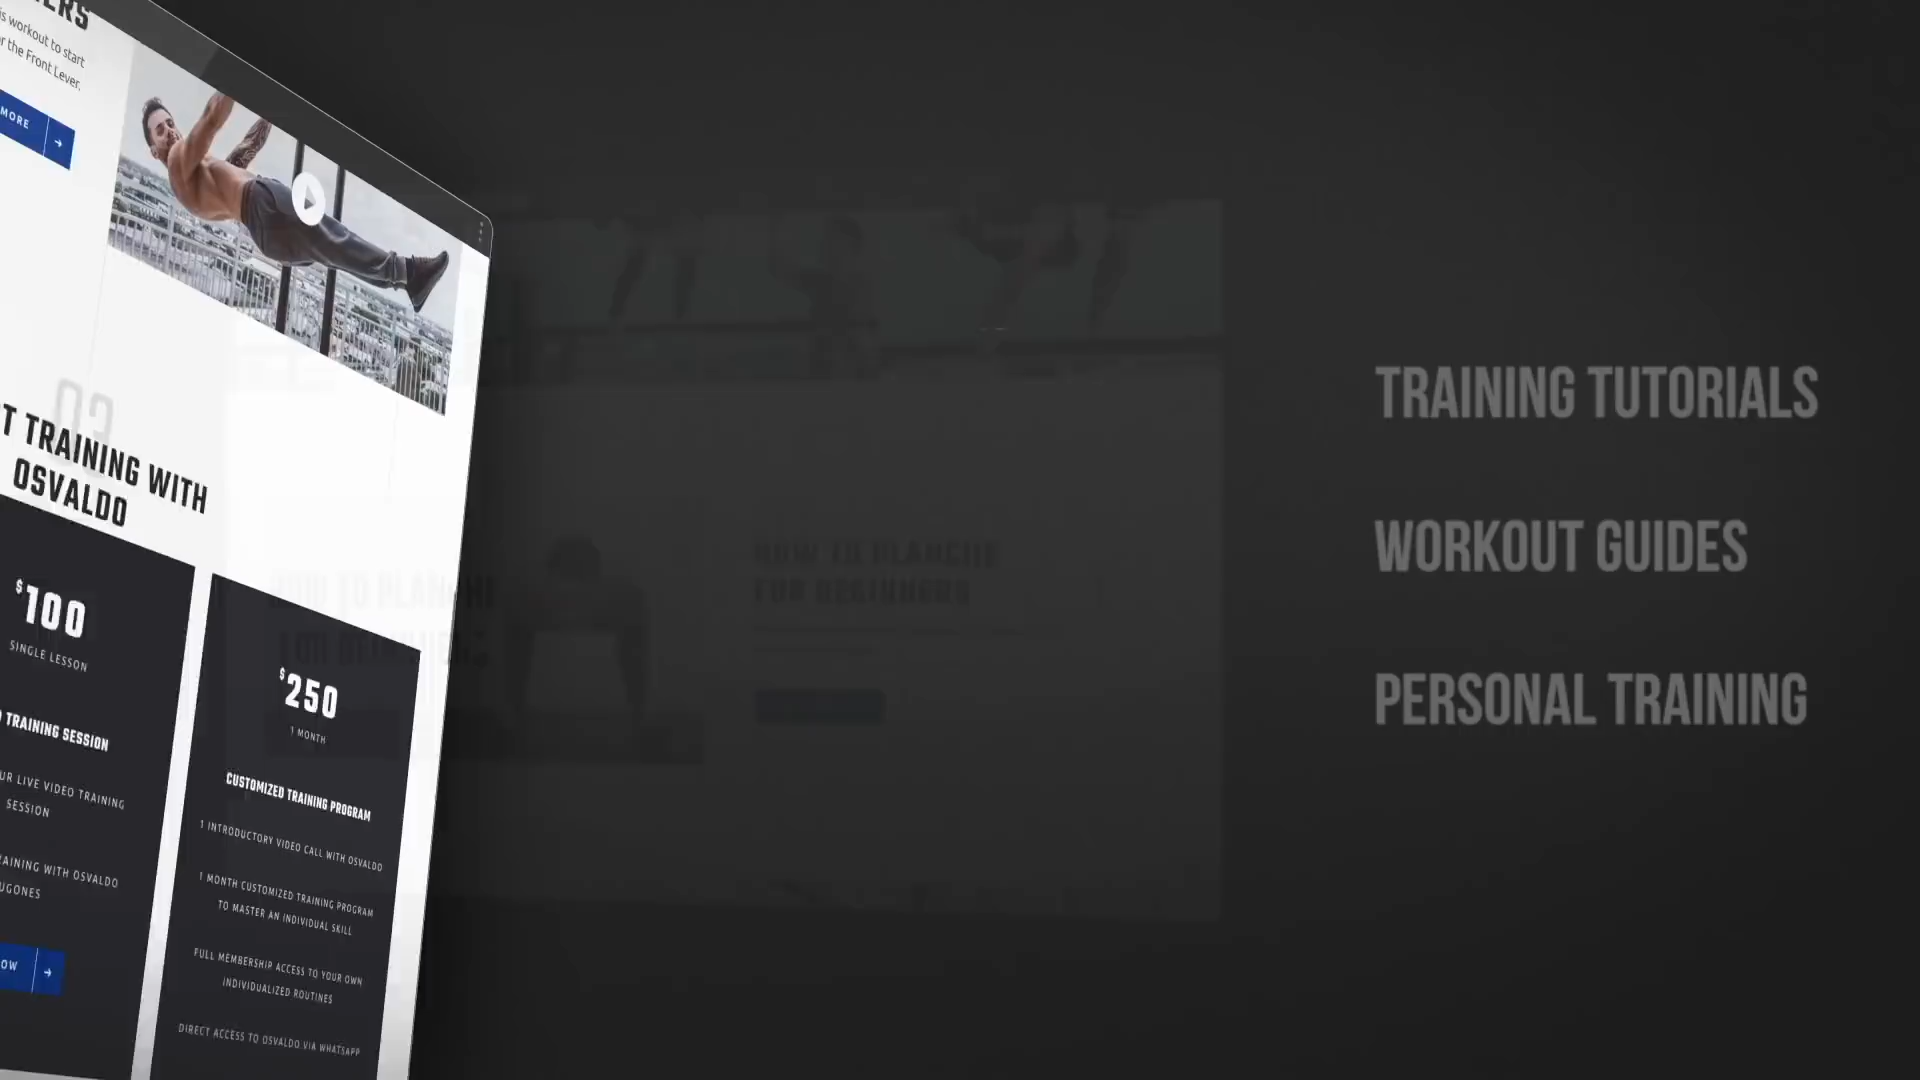 is workout to start
r the Front Lever.
MORE
03
T TRAINING WITH
OSVALDO
$100
SINGLE LESSON
TRAINING SESSION
UR LIVE VIDEO TRAINING
SESSION
AINING WITH OSVALDO
UGONES
OW
$250
1 MONTH
CUSTOMIZED TRAINING PROGRAM
1 INTRODUCTORY VIDEO CALL WITH OSVALDO
1 MONTH CUSTOMIZED TRAINING PROGRAM
TO MASTER AN INDIVIDUAL SKILL
FULL MEMBERSHIP ACCESS TO YOUR OWN
INDIVIDUALIZED ROUTINES
DIRECT ACCESS TO OSVALDO VIA WHATSAPP
HOW TO PLANCHE
FOR BEGINNERS
TRAINING TUTORIALS
WORKOUT GUIDES
PERSONAL TRAINING